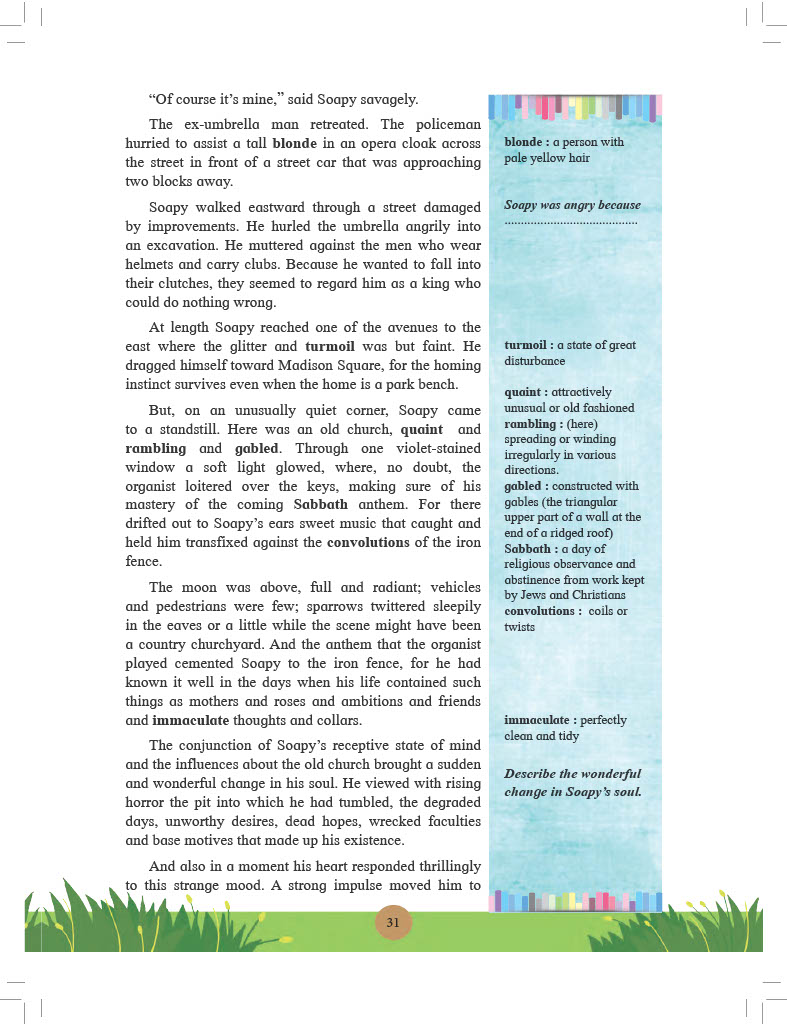 “Of course it’s mine,” said Soapy savagely.
The ex-umbrella man retreated. The policeman
hurried to assist a tall blonde in an opera cloak across
the street in front of a street car that was approaching
two blocks away.
Soapy walked eastward through a street damaged
by improvements. He hurled the umbrella angrily into
an excavation. He muttered against the men who wear
helmets and carry clubs. Because he wanted to fall into
their clutches, they seemed to regard him as a king who
could do nothing wrong.
At length Soapy reached one of the avenues to the
east where the glitter and turmoil was but faint. He
dragged himself toward Madison Square, for the homing
instinct survives even when the home is a park bench.
But, on an unusually quiet corner, Soapy came
to a standstill. Here was an old church, quaint and
rambling and gabled. Through one violet-stained
window a soft light glowed, where, no doubt, the
organist loitered over the keys, making sure of his
mastery of the coming Sabbath anthem. For there
drifted out to Soapy’s ears sweet music that caught and
held him transfixed against the convolutions of the iron
fence.
The moon was above, full and radiant; vehicles
and pedestrians were few; sparrows twittered sleepily
in the eaves or a little while the scene might have been
a country churchyard. And the anthem that the organist
played cemented Soapy to the iron fence, for he had
known it well in the days when his life contained such
things as mothers and roses and ambitions and friends
and immaculate thoughts and collars.
The conjunction of Soapy’s receptive state of mind
and the influences about the old church brought a sudden
and wonderful change in his soul. He viewed with rising
horror the pit into which he had tumbled, the degraded
days, unworthy desires, dead hopes, wrecked faculties
and base motives that made up his existence.
And also in a moment his heart responded thrillingly
to this strange mood. A strong impulse moved him to
blonde : a person with
pale yellow hair
Soapy was angry because
........................................
turmoil : a state of great
disturbance
quaint : attractively
unusual or old fashioned
rambling : (here)
spreading or winding
irregularly in various
directions.
gabled : constructed with
gables (the triangular
upper part of a wall at the
end of a ridged roof)
Sabbath : a day of
religious observance and
abstinence from work kept
by Jews and Christians
convolutions : coils or
twists
immaculate : perfectly
clean and tidy
Describe the wonderful
change in Soapy’s soul.
31